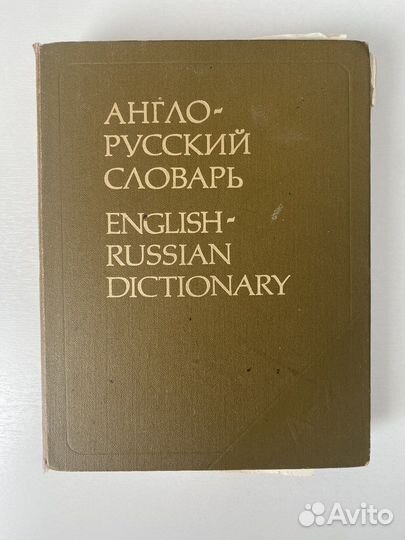 АНГЛО-
РУССКИЙ
СЛОВАРЬ
ENGLISH-
RUSSIAN
DICTIONARY
Avito